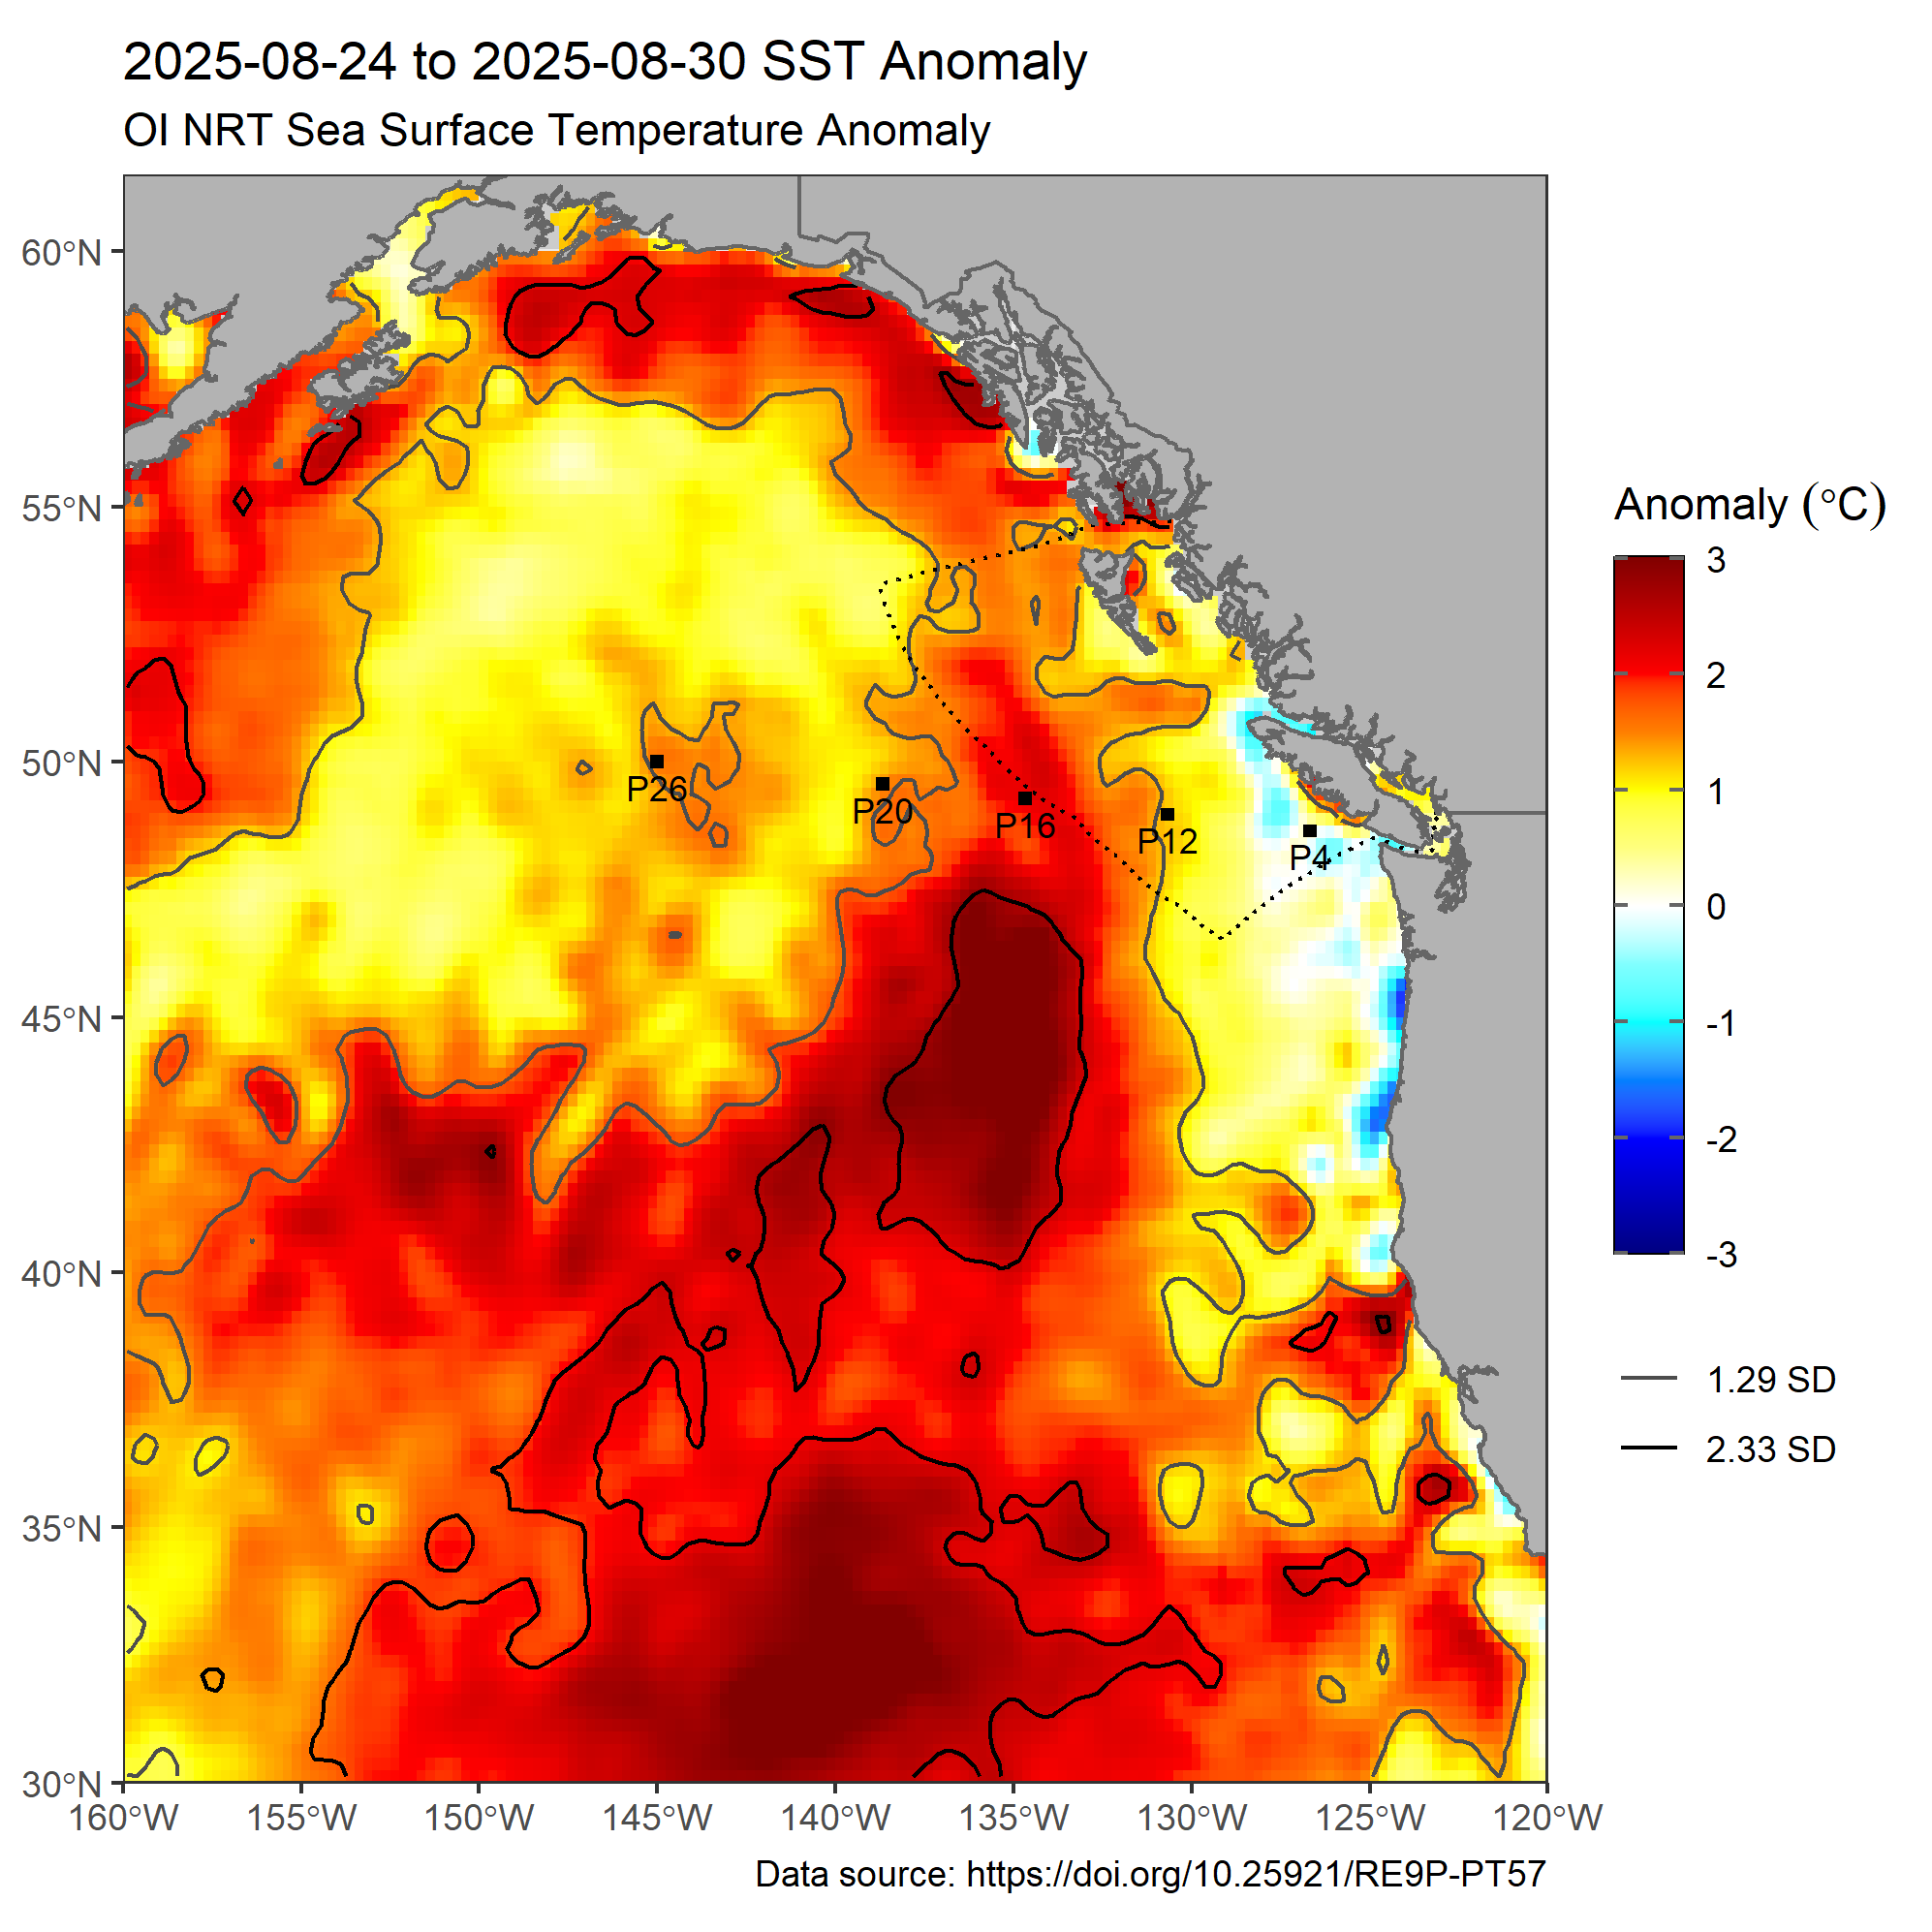 2025-08-24 to 2025-08-30 SST Anomaly
OI NRT Sea Surface Temperature Anomaly
60°N
55°N
50°N
45°N
40°N
35°N
30°N
P26
P20
P16
P12
P4
160°W
155°W
150°W
145°W
140°W
135°W
130°W
125°W
120°W
Anomaly (°C)
3
2
1
0
-1
-2
-3
1.29 SD
2.33 SD
Data source: https://doi.org/10.25921/RE9P-PT57